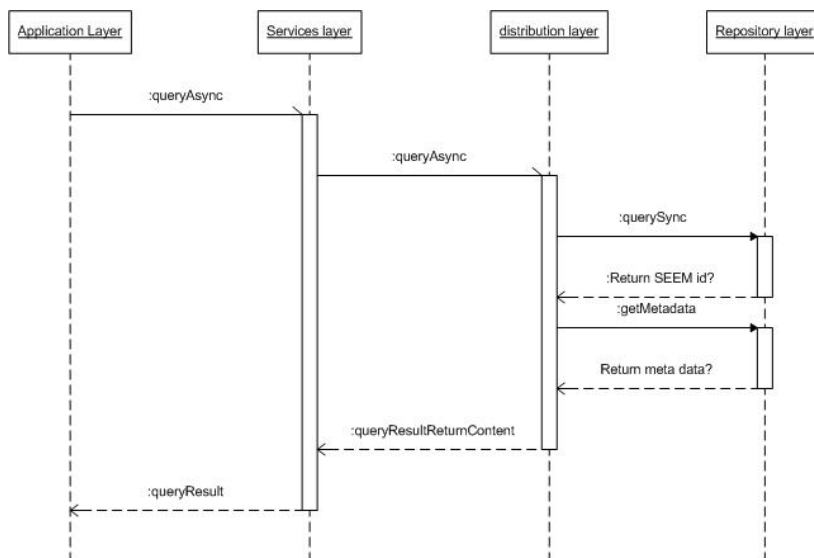 Application Layer
Services layer
distribution layer
Repository layer
:queryAsync
:queryAsync
:querySync
:Return SEEM id?
:getMetadata
Return meta data?
:queryResultReturnContent
:queryResult